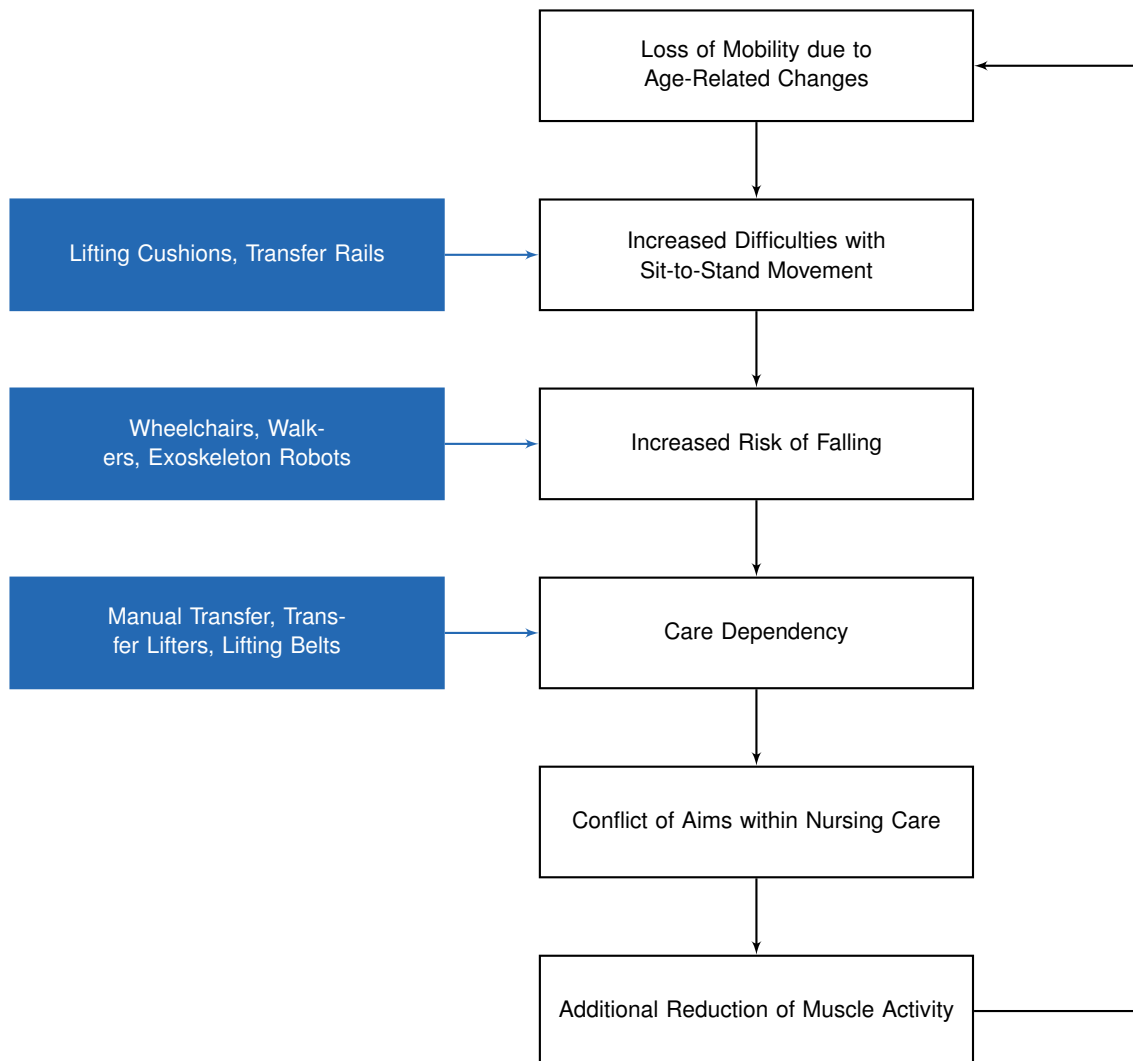 Loss of Mobility due to
Age-Related Changes
Lifting Cushions, Transfer Rails
Increased Difficulties with
Sit-to-Stand Movement
Wheelchairs, Walk-
ers, Exoskeleton Robots
Increased Risk of Falling
Manual Transfer, Trans-
fer Lifters, Lifting Belts
Care Dependency
Conflict of Aims within Nursing Care
Additional Reduction of Muscle Activity